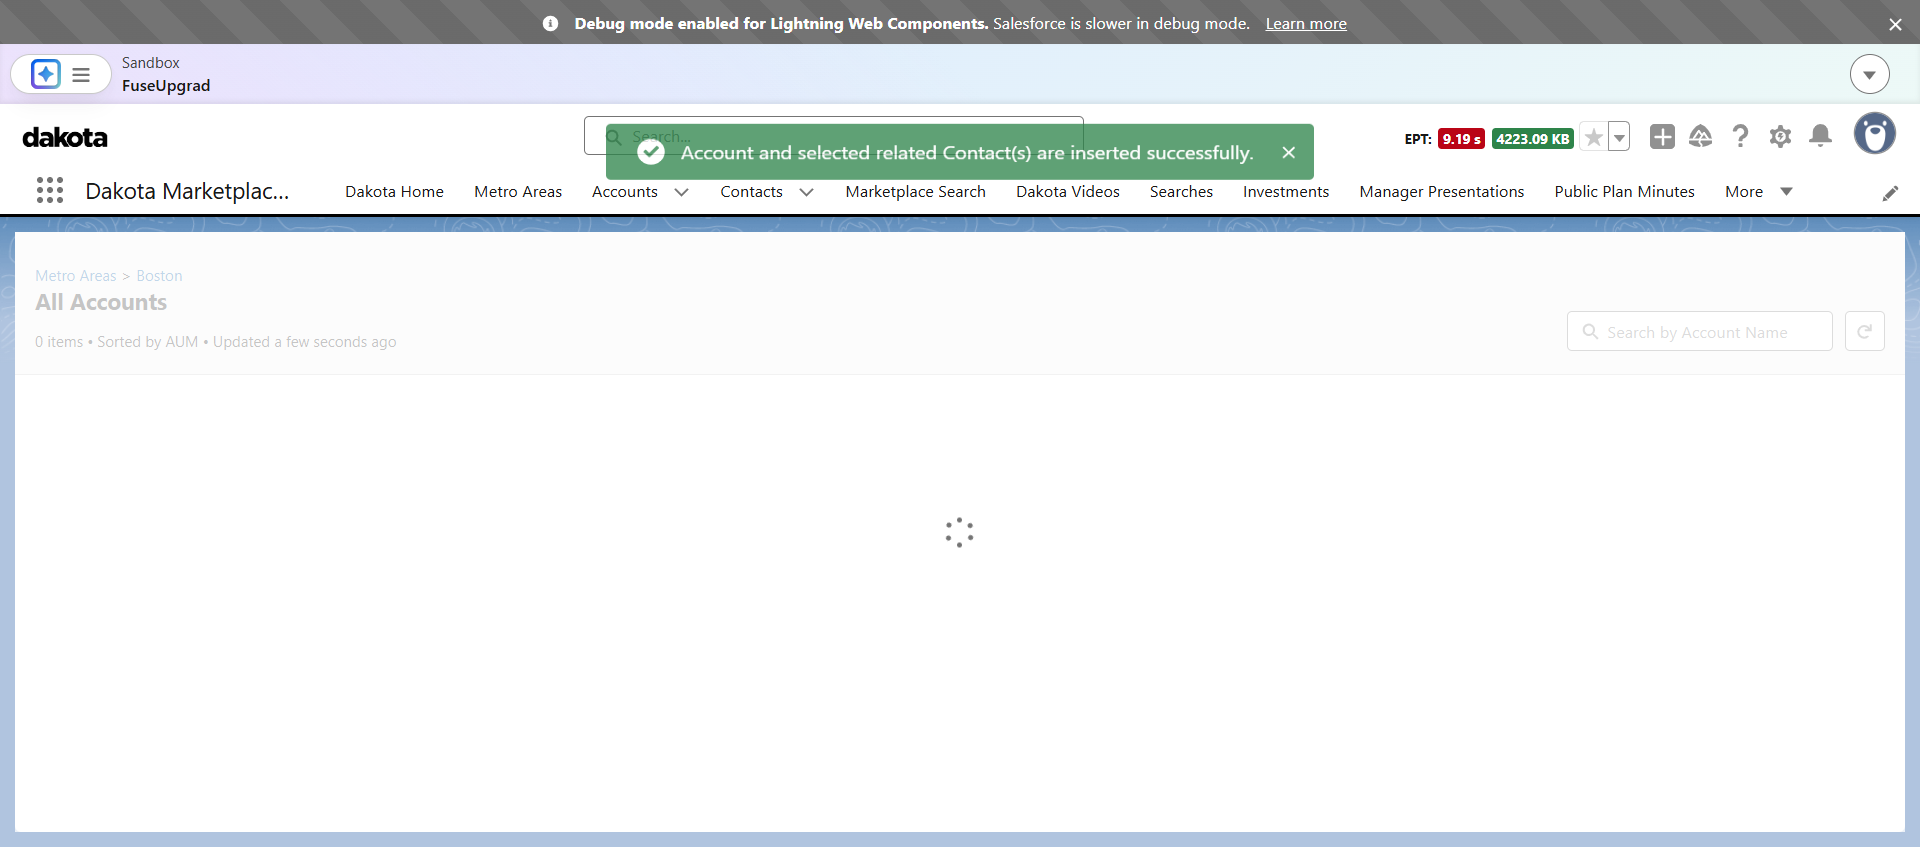 Debug mode enabled for Lightning Web Components. Salesforce is slower in debug mode. Learn more
Sandbox
FuseUpgrad
dakota
Search...
Account and selected related Contact(s) are inserted successfully.
EPT: 9.19 s 4223.09 KB
Dakota Marketplac... Dakota Home Metro Areas Accounts Contacts Marketplace Search Dakota Videos Searches Investments Manager Presentations Public Plan Minutes More
Metro Areas > Boston
All Accounts
0 items • Sorted by AUM • Updated a few seconds ago
Search by Account Name